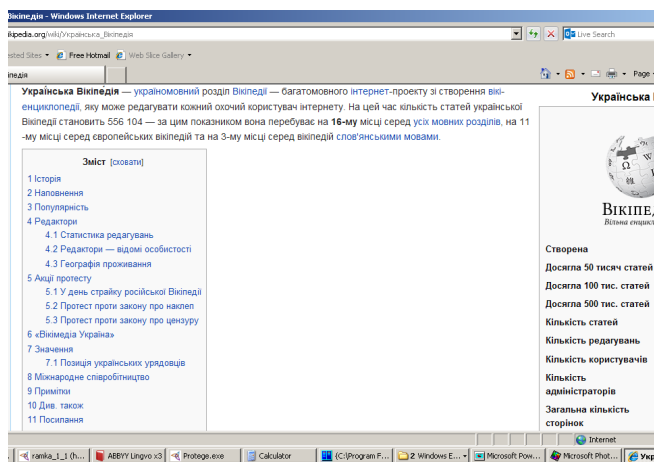 Вікіпедія - Windows Internet Explorer
ikipedia.org/wiki/Українська_Вікіпедія
Live Search
ested Sites
Free Hotmail
Web Slice Gallery
іпедія
Page
Украї́нська Вікіпе́дія — україномовний розділ Вікіпедії — багатомовного інтернет-проекту зі створення вікі-
енциклопедії, яку може редагувати кожний охочий користувач інтернету. На цей час кількість статей української
Вікіпедії становить 556 104 — за цим показником вона перебуває на 16-му місці серед усіх мовних розділів, на 11
-му місці серед європейських вікіпедій та на 3-му місці серед вікіпедій слов'янськими мовами.
Зміст [сховати]
1 Історія
2 Наповнення
3 Популярність
4 Редактори
4.1 Статистика редагувань
4.2 Редактори — відомі особистості
4.3 Географія проживання
5 Акції протесту
5.1 У день страйку російської Вікіпедії
5.2 Протест проти закону про наклеп
5.3 Протест проти закону про цензуру
6 «Вікімедіа Україна»
7 Значення
7.1 Позиція українських урядовців
8 Міжнародне співробітництво
9 Примітки
10 Див. також
11 Посилання
Українська
Ω W
Вікіпе
Вільна енцикл
Створена
Досягла 50 тисяч статей
Досягла 100 тис. статей
Досягла 500 тис. статей
Кількість статей
Кількість редагувань
Кількість користувачів
Кількість
адміністраторів
Загальна кількість
сторінок
Internet
ramka_1_1 (h...
ABBYY Lingvo x3
Protege.exe
Calculator
{C:\Program F...
2 Windows E...
Microsoft Pow...
Microsoft Phot...
Укр